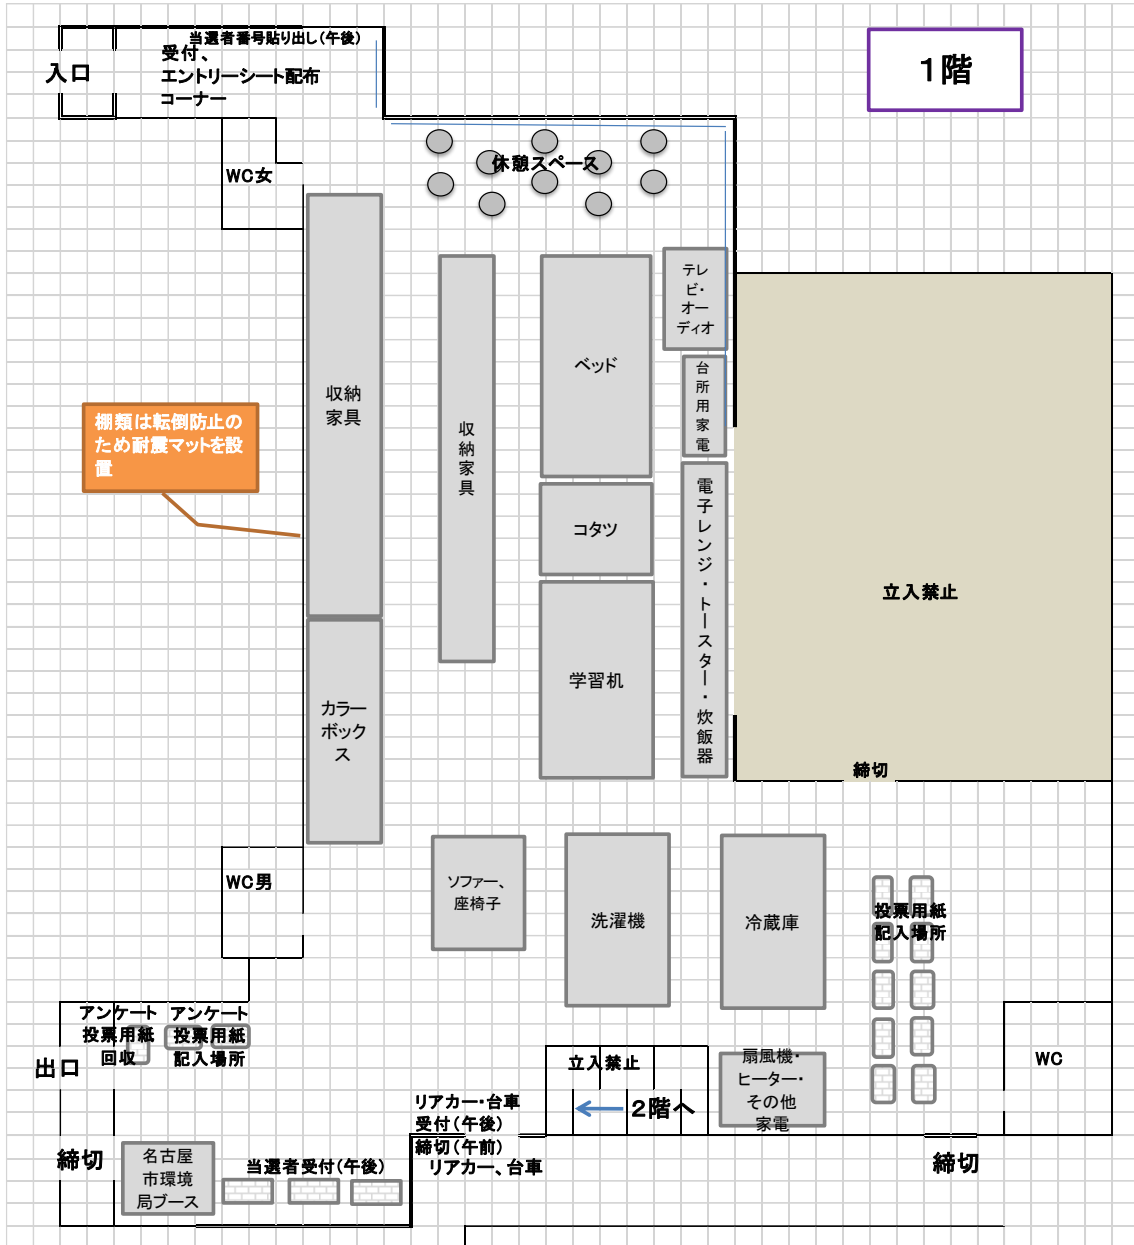 当選者番号貼り出し（午後）
受付、
エントリーシート配布
コーナー
入口
1階
WC女
休憩スペース
テレ
ビ・
オー
ディオ
ベッド
台
所
用
家
電
収納
家具
収
納
家
具
棚類は転倒防止の
ため耐震マットを設
置
電子レンジ・トースター・炊飯器
コタツ
立入禁止
学習机
カラー
ボック
ス
締切
WC男
ソファー、
座椅子
洗濯機
冷蔵庫
投票用紙
記入場所
アンケート
投票用紙
回収
アンケート
投票用紙
記入場所
出口
立入禁止
2階へ
扇風機・
ヒーター・
その他
家電
WC
リアカー・台車
受付（午後）
締切（午前）
リアカー、台車
締切
名古屋
市環境
局ブース
当選者受付（午後）
締切